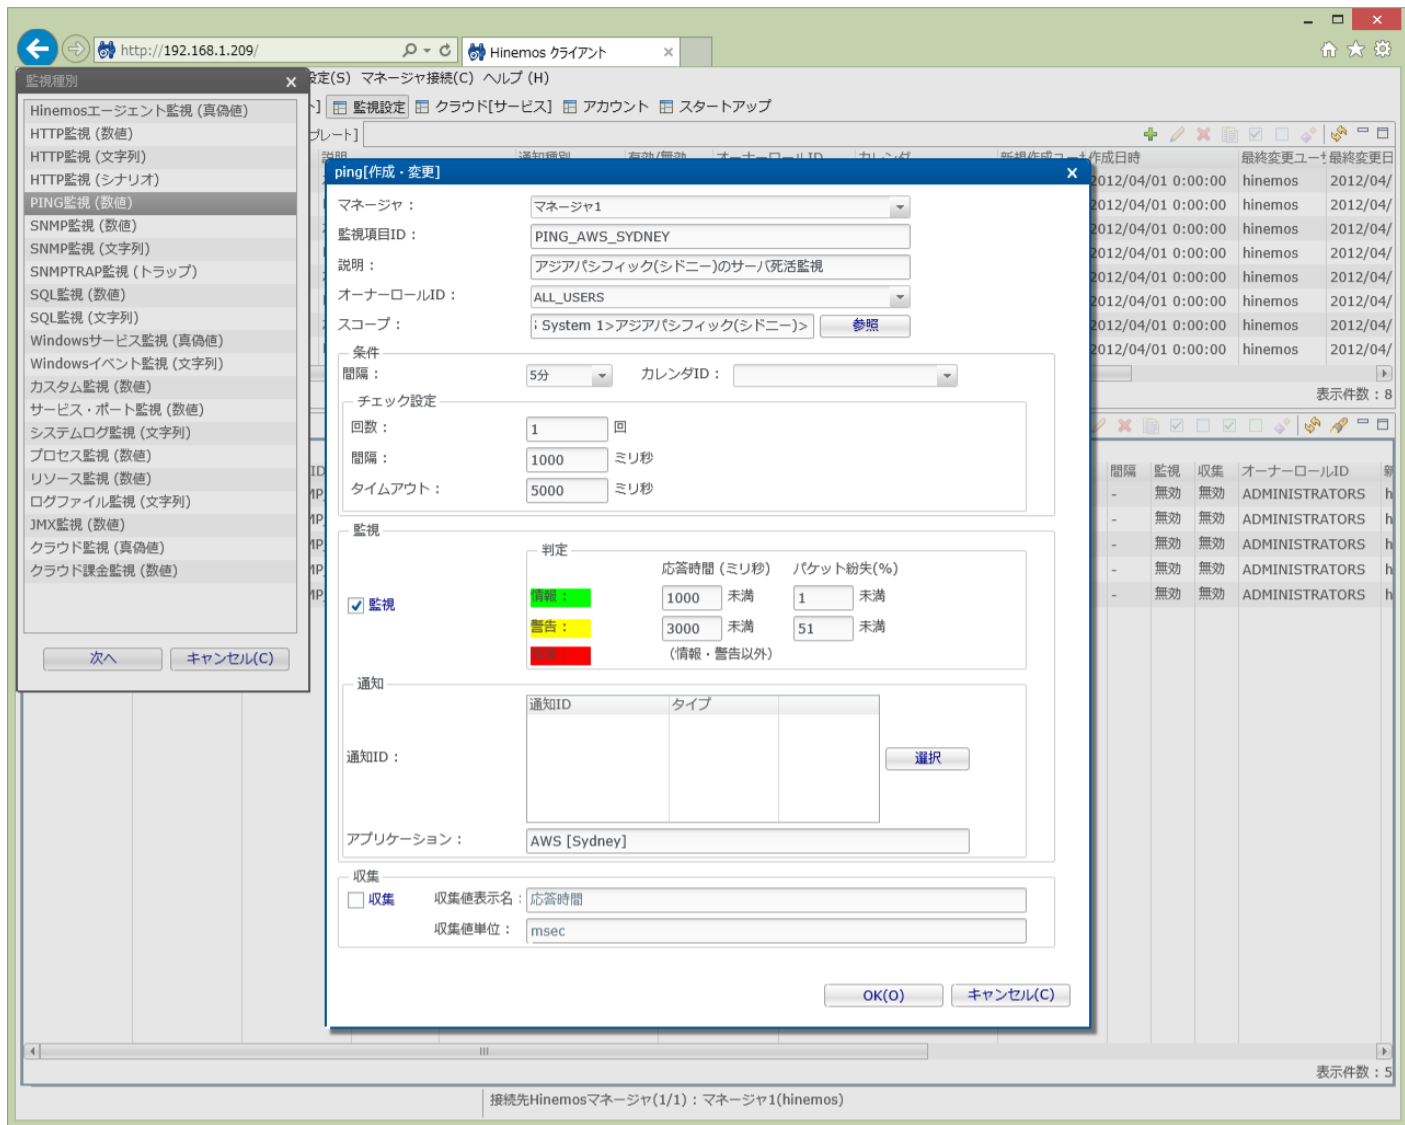 http://192.168.1.209/
Hinemos クライアント
定(S) マネージャ接続(C) ヘルプ (H)
監視設定 クラウド[サービス] アカウント スタートアップ
プレート]
監視種別
Hinemosエージェント監視 (真偽値)
HTTP監視 (数値)
HTTP監視 (文字列)
HTTP監視 (シナリオ)
PING監視 (数値)
SNMP監視 (数値)
SNMP監視 (文字列)
SNMPTRAP監視 (トラップ)
SQL監視 (数値)
SQL監視 (文字列)
Windowsサービス監視 (真偽値)
Windowsイベント監視 (文字列)
カスタム監視 (数値)
サービス・ポート監視 (数値)
システムログ監視 (文字列)
プロセス監視 (数値)
リソース監視 (数値)
ログファイル監視 (文字列)
JMX監視 (数値)
クラウド監視 (真偽値)
クラウド課金監視 (数値)
次へ キャンセル(C)
説明 通知種別 有効/無効 オーナーロールID カレンダ 新規作成ユーザ 作成日時 最終変更ユーザ 最終変更日
2012/04/01 0:00:00 hinemos 2012/04/
2012/04/01 0:00:00 hinemos 2012/04/
2012/04/01 0:00:00 hinemos 2012/04/
2012/04/01 0:00:00 hinemos 2012/04/
2012/04/01 0:00:00 hinemos 2012/04/
2012/04/01 0:00:00 hinemos 2012/04/
2012/04/01 0:00:00 hinemos 2012/04/
2012/04/01 0:00:00 hinemos 2012/04/
表示件数：8
ping[作成・変更]
マネージャ： マネージャ1
監視項目ID： PING_AWS_SYDNEY
説明： アジアパシフィック(シドニー)のサーバ死活監視
オーナーロールID： ALL_USERS
スコープ： System 1>アジアパシフィック(シドニー)> 参照
条件
間隔： 5分 カレンダID：
チェック設定
回数： 1 回
間隔： 1000 ミリ秒
タイムアウト： 5000 ミリ秒
監視
監視
判定
応答時間 (ミリ秒) パケット紛失(%)
情報： 1000 未満 1 未満
警告： 3000 未満 51 未満
(情報・警告以外)
通知
通知ID タイプ
通知ID： 選択
アプリケーション： AWS [Sydney]
収集
収集 収集値表示名： 応答時間
収集値単位： msec
OK(O) キャンセル(C)
ID 間隔 監視 収集 オーナーロールID 新
- 無効 無効 ADMINISTRATORS h
- 無効 無効 ADMINISTRATORS h
- 無効 無効 ADMINISTRATORS h
- 無効 無効 ADMINISTRATORS h
- 無効 無効 ADMINISTRATORS h
表示件数：5
接続先Hinemosマネージャ(1/1)：マネージャ1(hinemos)